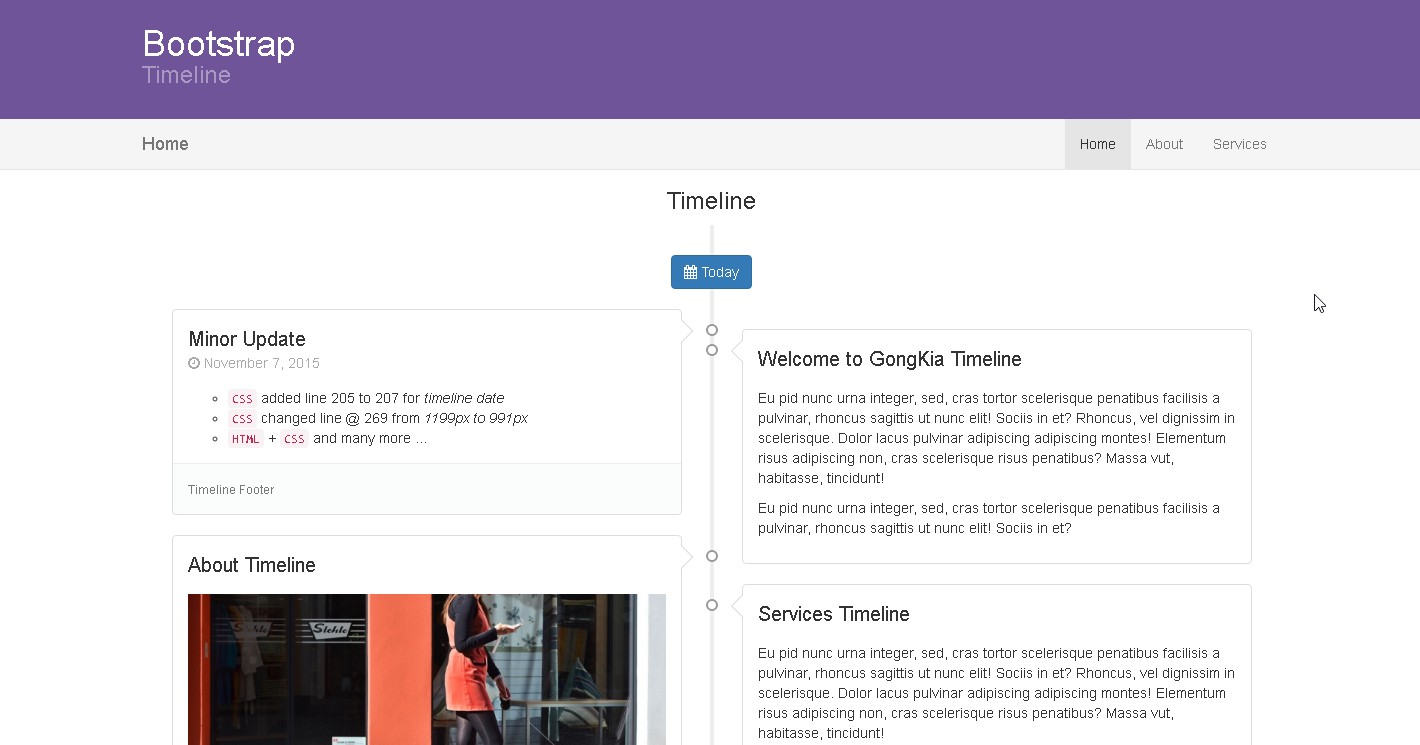 Bootstrap
Timeline
Home
Home
About
Services
Timeline
Today
Minor Update
November 7, 2015
CSS added line 205 to 207 for timeline date
CSS changed line @ 269 from 1199px to 991px
HTML + CSS and many more ...
Timeline Footer
Welcome to GongKia Timeline
Eu pid nunc urna integer, sed, cras tortor scelerisque penatibus facilisis a
pulvinar, rhoncus sagittis ut nunc elit! Sociis in et? Rhoncus, vel dignissim in
scelerisque. Dolor lacus pulvinar adipiscing adipiscing montes! Elementum
risus adipiscing non, cras scelerisque risus penatibus? Massa vut,
habitasse, tincidunt!
Eu pid nunc urna integer, sed, cras tortor scelerisque penatibus facilisis a
pulvinar, rhoncus sagittis ut nunc elit! Sociis in et?
About Timeline
Stehle
Services Timeline
Eu pid nunc urna integer, sed, cras tortor scelerisque penatibus facilisis a
pulvinar, rhoncus sagittis ut nunc elit! Sociis in et? Rhoncus, vel dignissim in
scelerisque. Dolor lacus pulvinar adipiscing adipiscing montes! Elementum
risus adipiscing non, cras scelerisque risus penatibus? Massa vut,
habitasse, tincidunt!